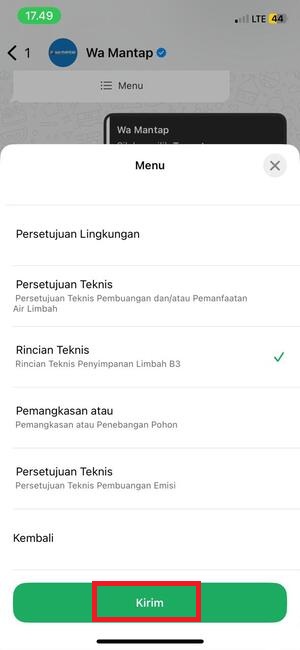 17.49
LTE 44
1
Wa Mantap
Menu
Wa Mantap
Menu
Persetujuan Lingkungan
Persetujuan Teknis
Persetujuan Teknis Pembuangan dan/atau Pemanfaatan
Air Limbah
Rincian Teknis
Rincian Teknis Penyimpanan Limbah B3
Pemangkasan atau
Pemangkasan atau Penebangan Pohon
Persetujuan Teknis
Persetujuan Teknis Pembuangan Emisi
Kembali
Kirim